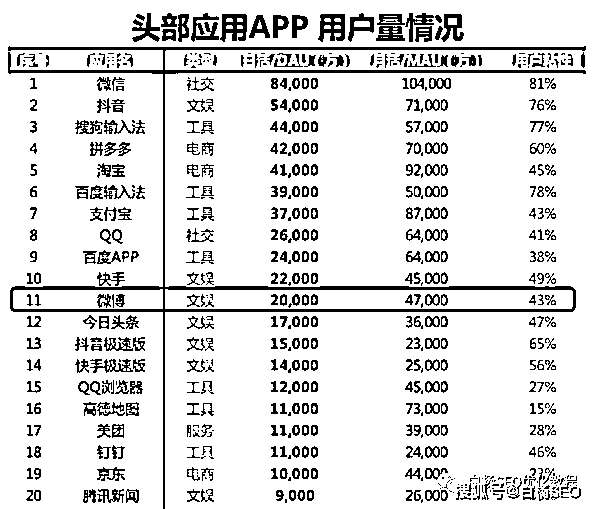 头部应用APP 用户量情况
序号 应用名 类型 日活/DAU（万） 月活/MAU（万） 用户粘性
1 微信 社交 84,000 104,000 81%
2 抖音 文娱 54,000 71,000 76%
3 搜狗输入法 工具 44,000 57,000 77%
4 拼多多 电商 42,000 70,000 60%
5 淘宝 电商 41,000 92,000 45%
6 百度输入法 工具 39,000 50,000 78%
7 支付宝 工具 37,000 87,000 43%
8 QQ 社交 26,000 64,000 41%
9 百度APP 工具 24,000 64,000 38%
10 快手 文娱 22,000 45,000 49%
11 微博 文娱 20,000 47,000 43%
12 今日头条 文娱 17,000 36,000 47%
13 抖音极速版 文娱 15,000 23,000 65%
14 快手极速版 文娱 14,000 25,000 56%
15 QQ浏览器 工具 12,000 45,000 27%
16 高德地图 工具 11,000 73,000 15%
17 美团 服务 11,000 39,000 28%
18 钉钉 工具 11,000 24,000 46%
19 京东 电商 10,000 44,000 23%
20 腾讯新闻 文娱 9,000 26,000
搜狐号@白杨SEO